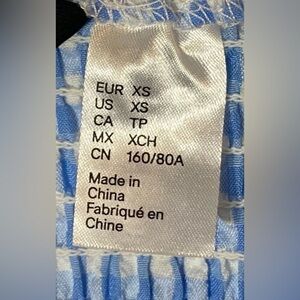 EUR XS
US XS
CA TP
MX XCH
CN 160/80A
Made in
China
Fabriqué en
Chine